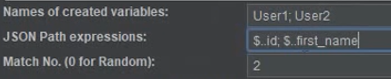 Names of created variables: User1; User2
JSON Path expressions: $..id; $..first_name
Match No. (0 for Random): 2